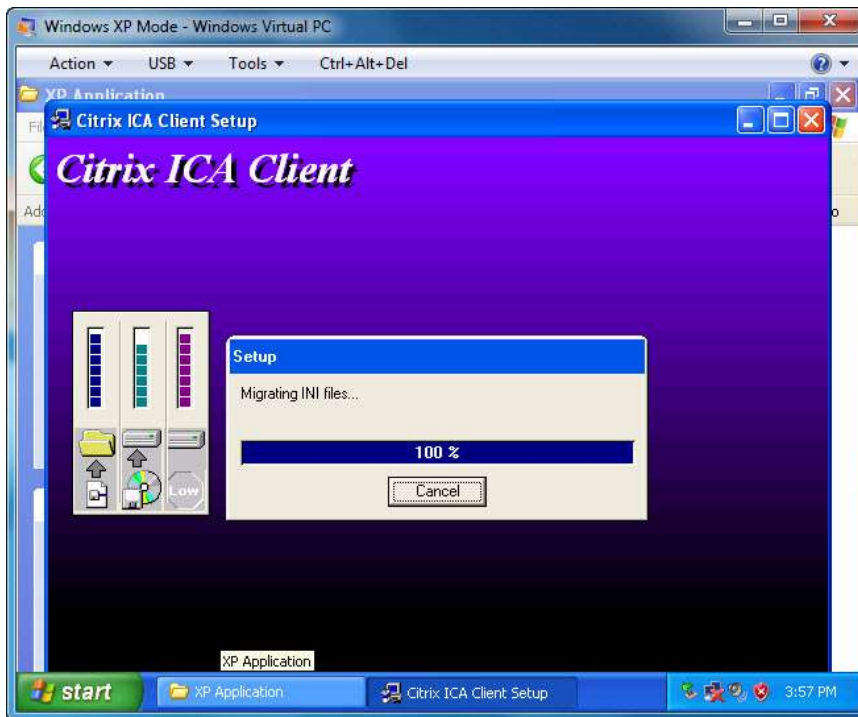 Windows XP Mode - Windows Virtual PC
Action USB Tools Ctrl+Alt+Del
XP Application
Citrix ICA Client Setup
Citrix ICA Client
Setup
Migrating INI files...
100 %
Cancel
Low
XP Application
start XP Application Citrix ICA Client Setup 3:57 PM